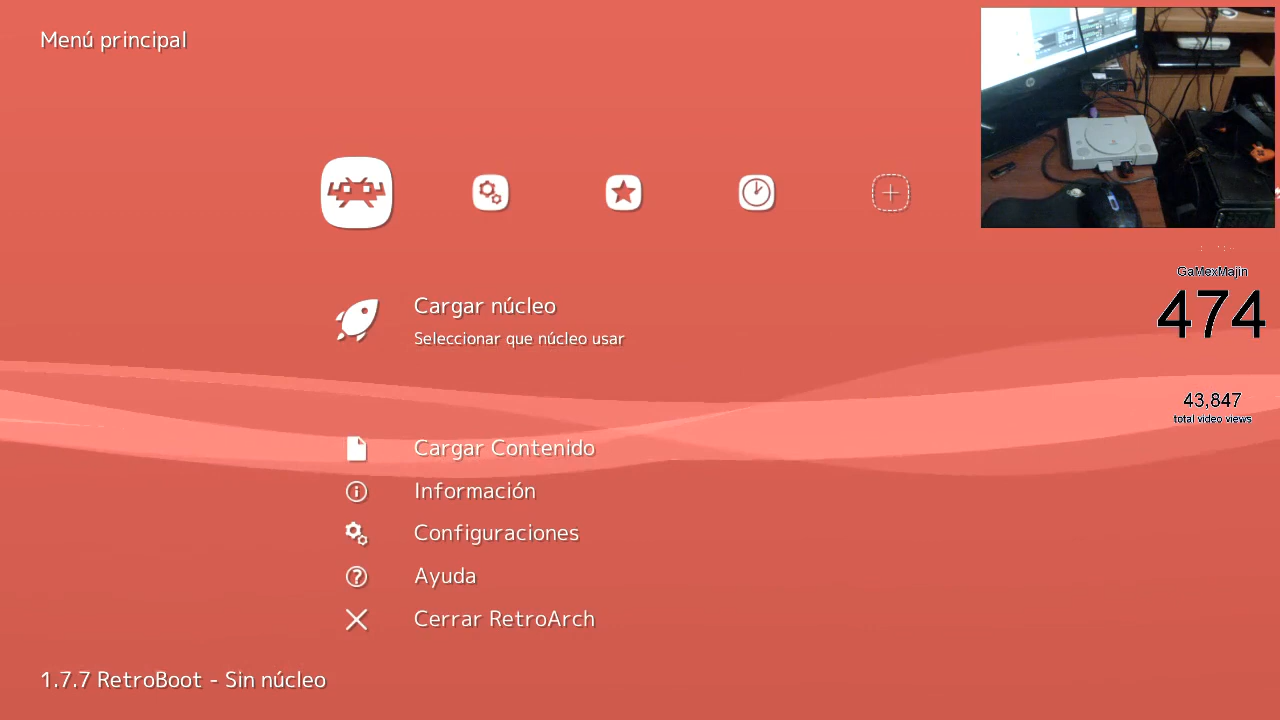 Menú principal
Cargar núcleo
Seleccionar que núcleo usar
GaMexMajin
474
43,847
total video views
Cargar Contenido
Información
Configuraciones
Ayuda
Cerrar RetroArch
1.7.7 RetroBoot - Sin núcleo